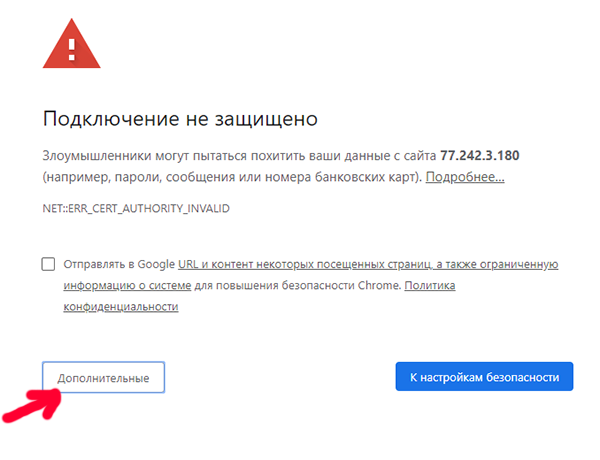 Подключение не защищено
Злоумышленники могут пытаться похитить ваши данные с сайта 77.242.3.180
(например, пароли, сообщения или номера банковских карт). Подробнее...
NET::ERR_CERT_AUTHORITY_INVALID
Отправлять в Google URL и контент некоторых посещенных страниц, а также ограниченную
информацию о системе для повышения безопасности Chrome. Политика
конфиденциальности
Дополнительные
К настройкам безопасности